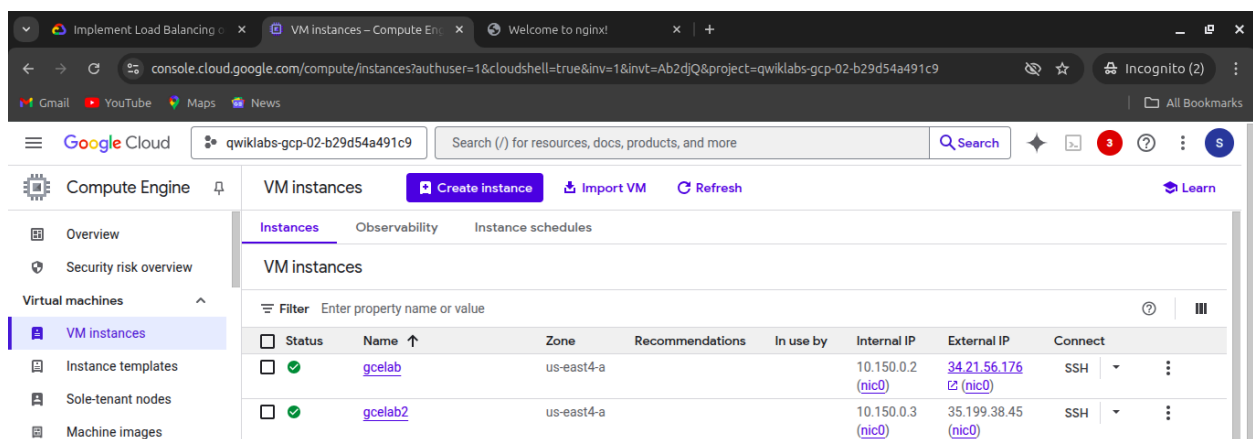 Implement Load Balancing o
VM instances – Compute Eng
Welcome to nginx!
console.cloud.google.com/compute/instances?authuser=1&cloudshell=true&inv=1&invt=Ab2djQ&project=qwiklabs-gcp-02-b29d54a491c9
Incognito (2)
Gmail YouTube Maps News
All Bookmarks
Google Cloud
qwiklabs-gcp-02-b29d54a491c9
Search (/) for resources, docs, products, and more
Search
3
S
Compute Engine
VM instances
Create instance
Import VM
Refresh
Learn
Overview
Security risk overview
Virtual machines
VM instances
Instance templates
Sole-tenant nodes
Machine images
Instances Observability Instance schedules
VM instances
Filter Enter property name or value
Status Name Zone Recommendations In use by Internal IP External IP Connect
gcelab us-east4-a 10.150.0.2 34.21.56.176 SSH
(nic0) (nic0)
gcelab2 us-east4-a 10.150.0.3 35.199.38.45 SSH
(nic0) (nic0)